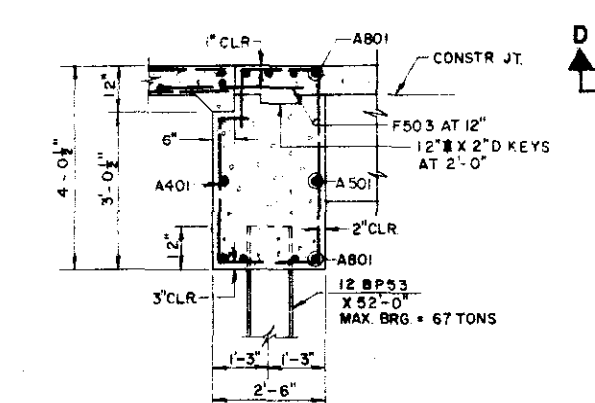 1" CLR
A801
CONSTR JT.
D
12"
4'-0½"
3'-0½"
6"
F503 AT 12"
12"⌀ X 2"D KEYS
AT 2'-0"
A401
A501
2"CLR.
12"
A801
3"CLR
12 BP53
X 52'-0"
MAX. BRG. = 67 TONS
1'-3"
1'-3"
2'-6"